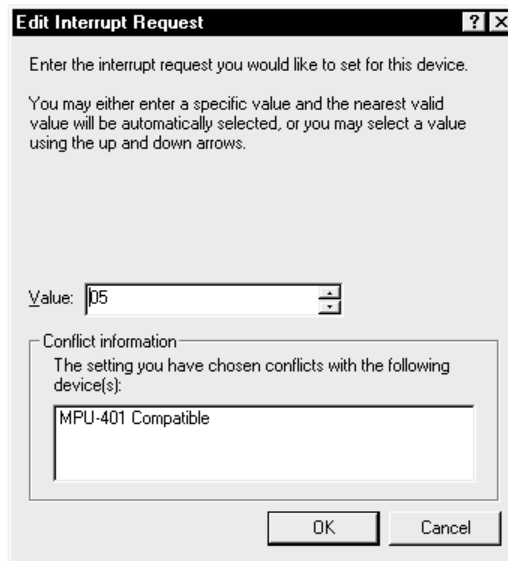 Edit Interrupt Request
Enter the interrupt request you would like to set for this device.
You may either enter a specific value and the nearest valid
value will be automatically selected, or you may select a value
using the up and down arrows.
Value: 05
Conflict information
The setting you have chosen conflicts with the following
device(s):
MPU-401 Compatible
OK Cancel